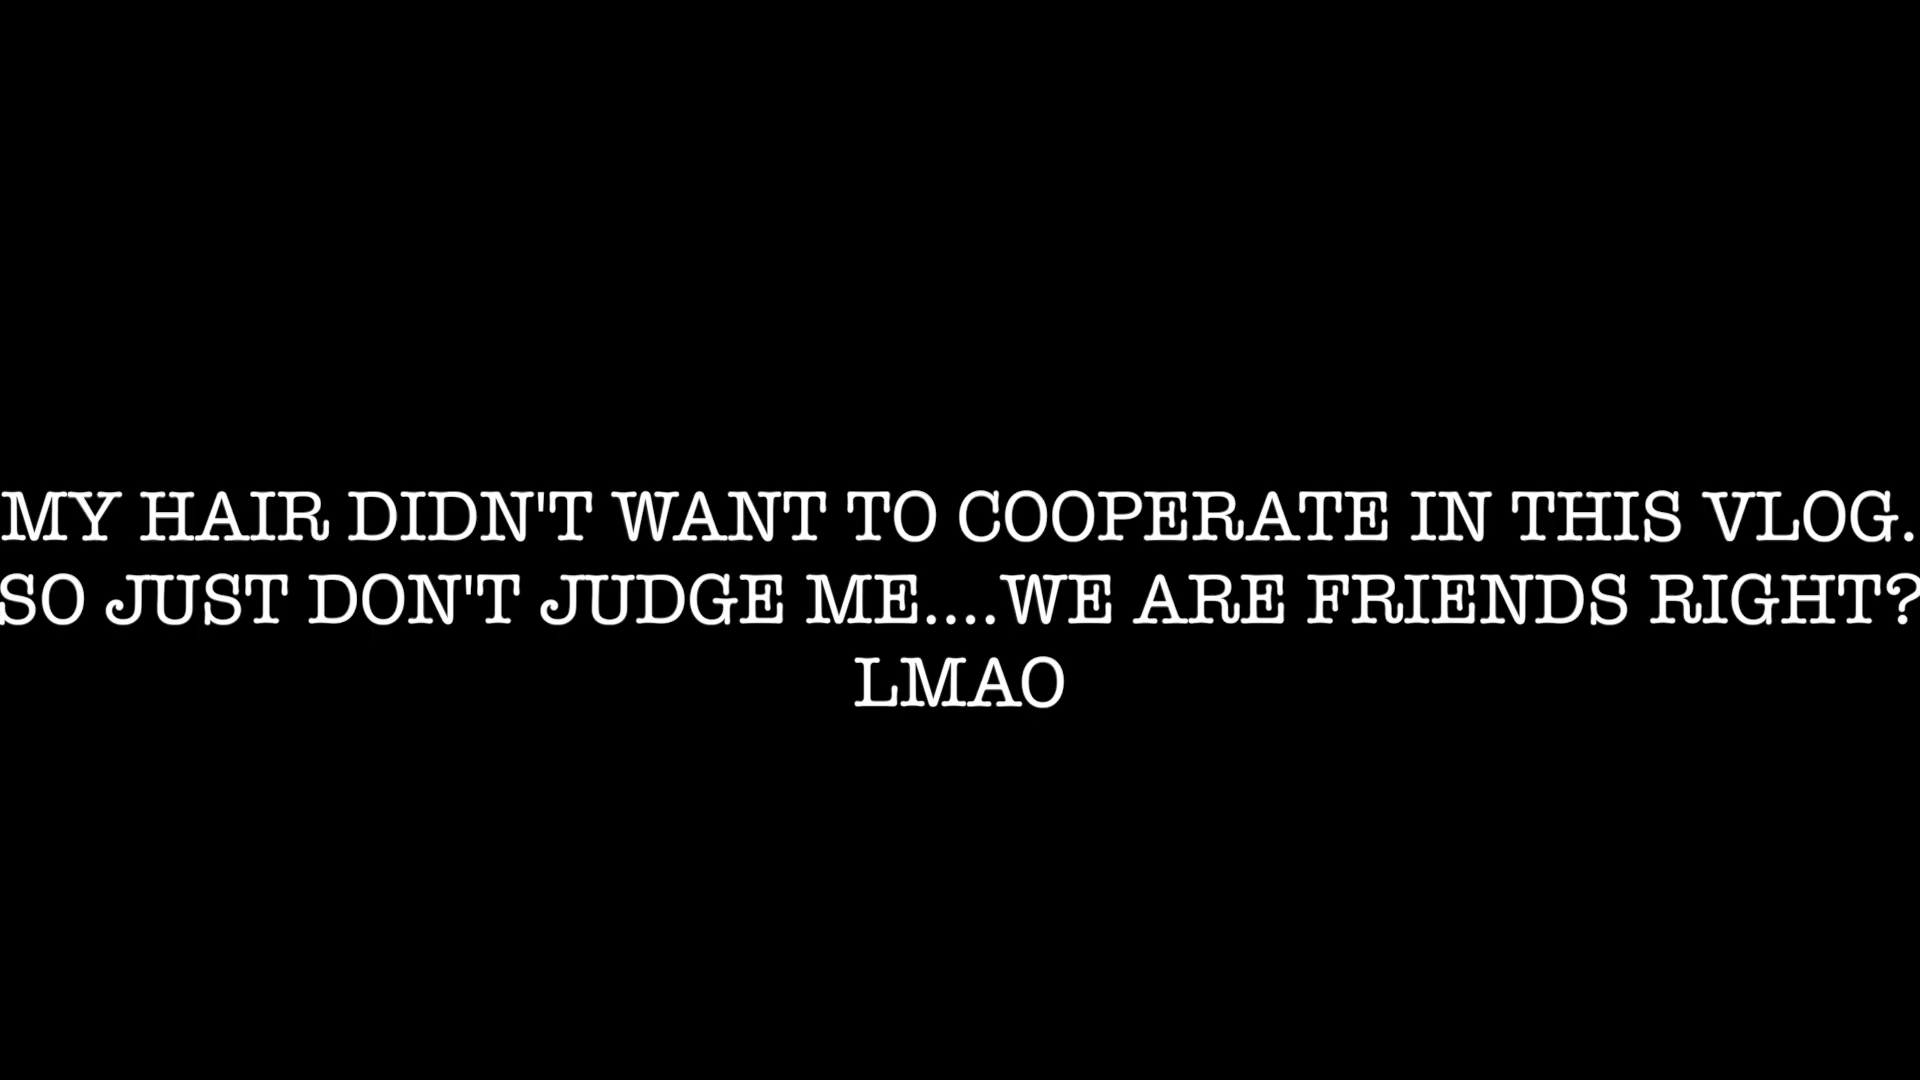 MY HAIR DIDN'T WANT TO COOPERATE IN THIS VLOG.
SO JUST DON'T JUDGE ME....WE ARE FRIENDS RIGHT?
LMAO